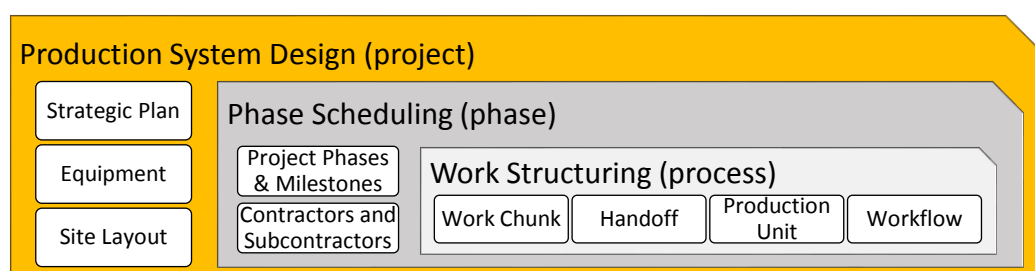 Production System Design (project)
Strategic Plan
Equipment
Site Layout
Phase Scheduling (phase)
Project Phases
& Milestones
Contractors and
Subcontractors
Work Structuring (process)
Work Chunk
Handoff
Production
Unit
Workflow